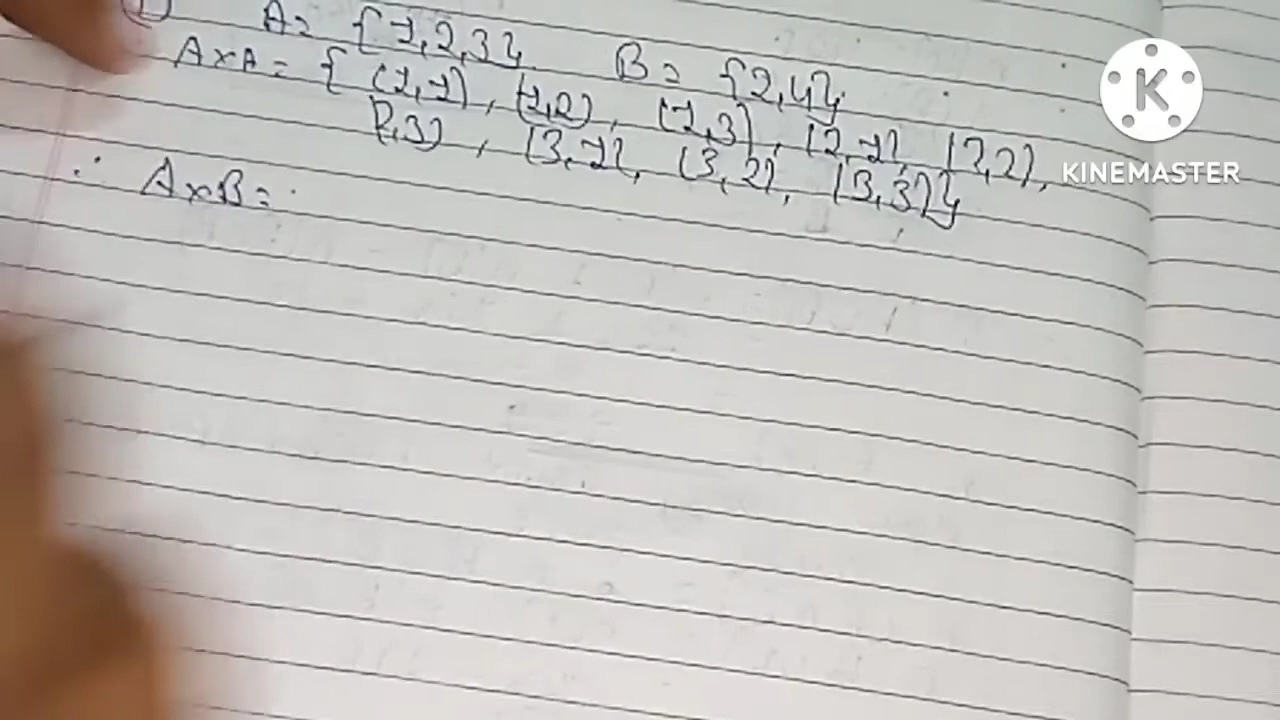 1 A = {1,2,3} B = {2,4}
A×A = { (1,1), (1,2), (1,3), (2,1), (2,2),
(2,3), (3,1), (3,2), (3,3)}
∴ A×B =
K
KINEMASTER